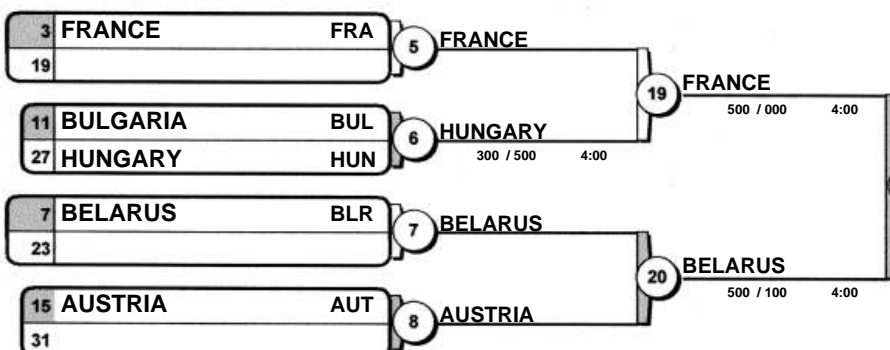 3 FRANCE FRA
19
5 FRANCE
11 BULGARIA BUL
27 HUNGARY HUN
6 HUNGARY
300 / 500 4:00
19 FRANCE
500 / 000 4:00
7 BELARUS BLR
23
7 BELARUS
15 AUSTRIA AUT
31
8 AUSTRIA
20 BELARUS
500 / 100 4:00